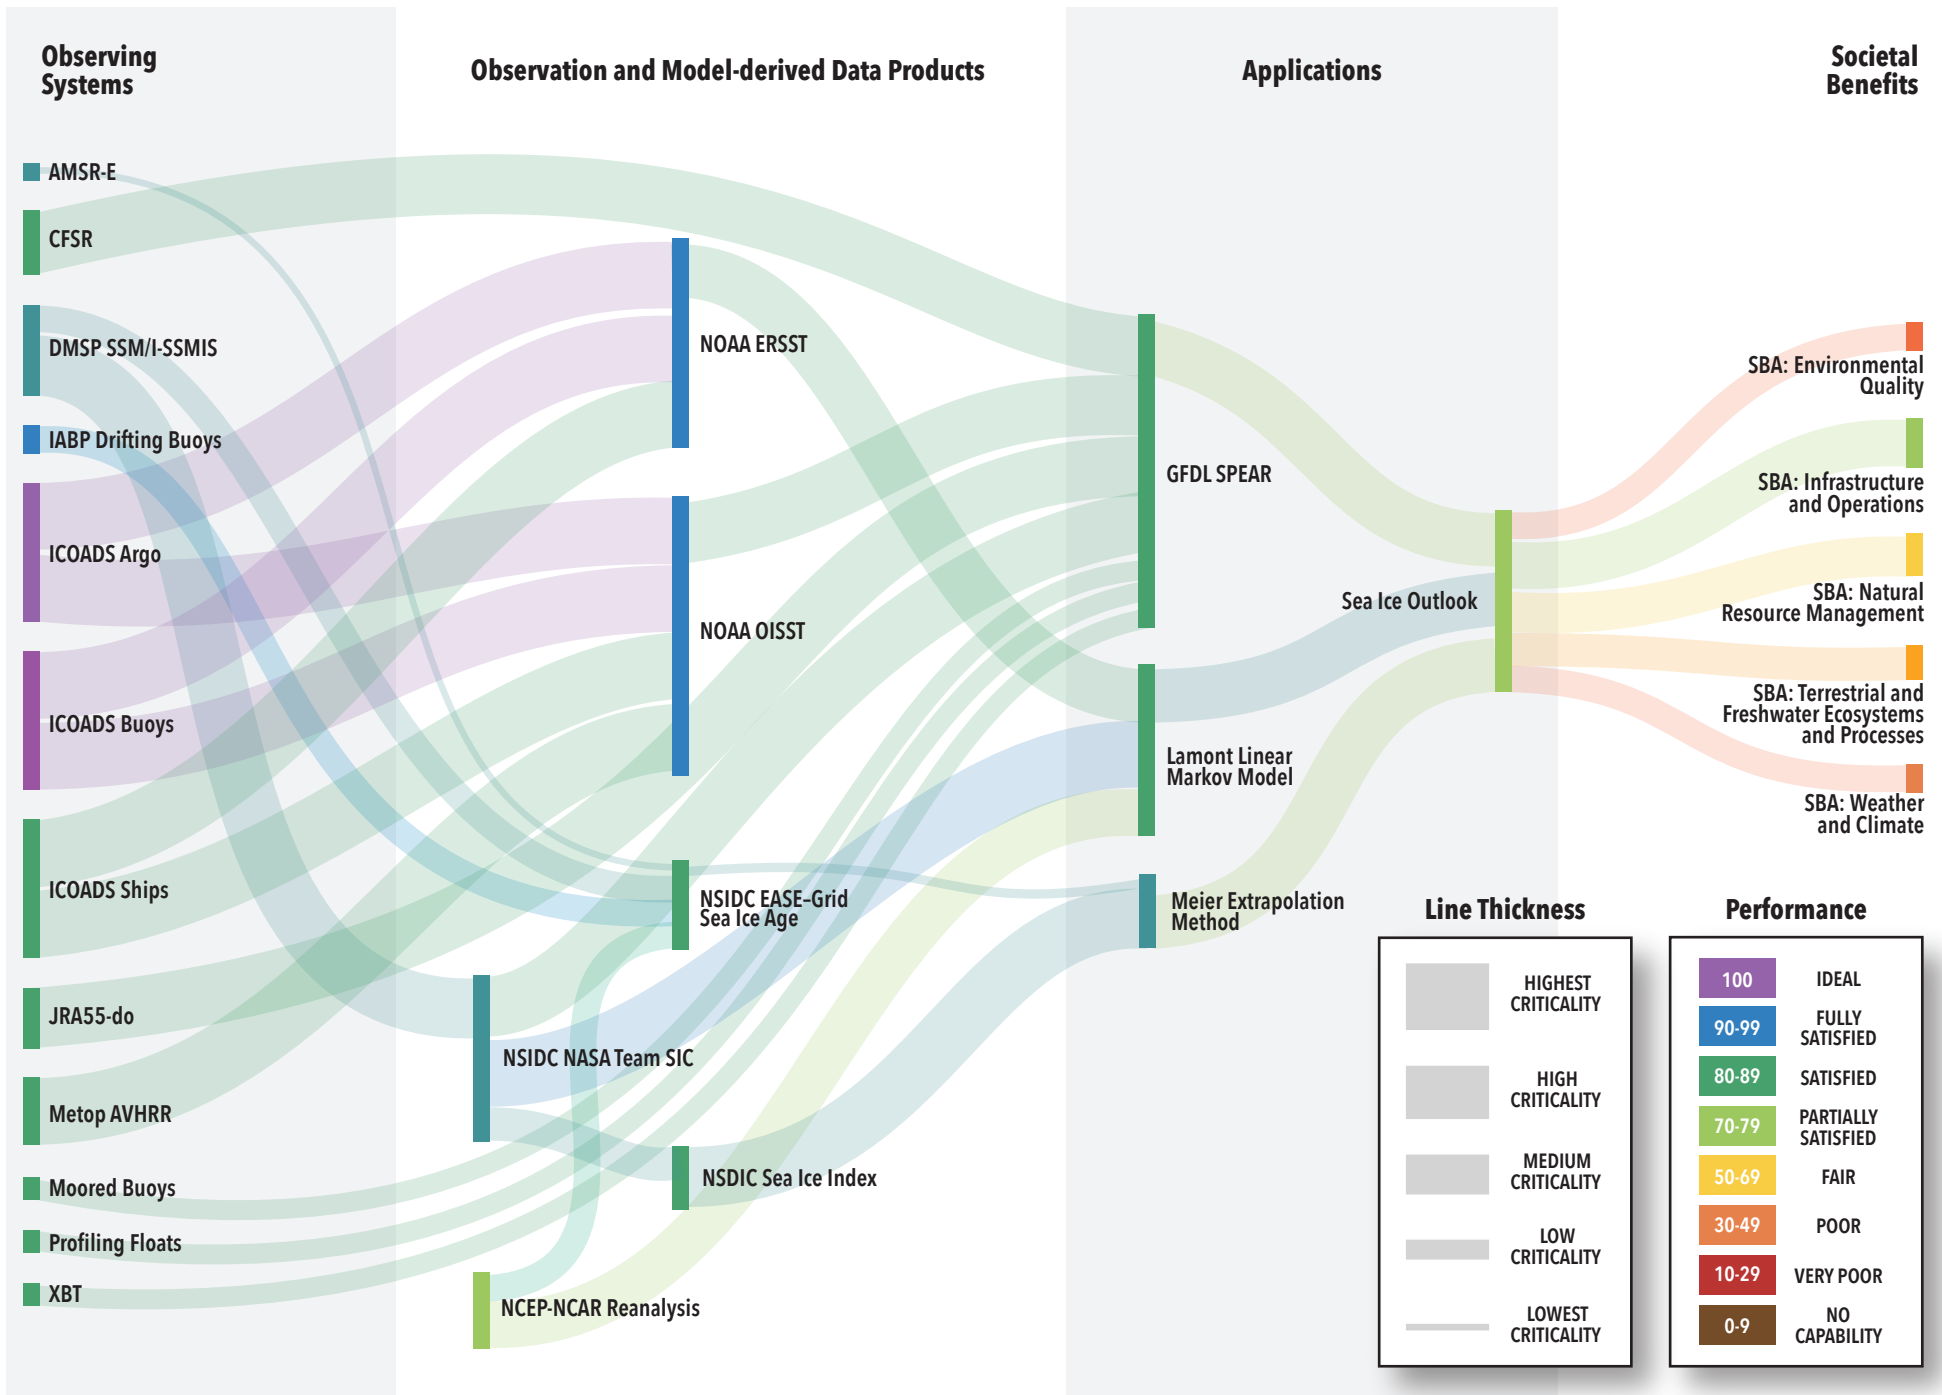 Observing
Systems
Observation and Model-derived Data Products
Applications
Societal
Benefits
AMSR-E
CFSR
DMSP SSM/I-SSMIS
IABP Drifting Buoys
ICOADS Argo
ICOADS Buoys
ICOADS Ships
JRA55-do
Metop AVHRR
Moored Buoys
Profiling Floats
XBT
NOAA ERSST
NOAA OISST
NSIDC EASE–Grid
Sea Ice Age
NSIDC NASA Team SIC
NSDIC Sea Ice Index
NCEP-NCAR Reanalysis
GFDL SPEAR
Lamont Linear
Markov Model
Meier Extrapolation
Method
Sea Ice Outlook
SBA: Environmental
Quality
SBA: Infrastructure
and Operations
SBA: Natural
Resource Management
SBA: Terrestrial and
Freshwater Ecosystems
and Processes
SBA: Weather
and Climate
Line Thickness
HIGHEST
CRITICALITY
HIGH
CRITICALITY
MEDIUM
CRITICALITY
LOW
CRITICALITY
LOWEST
CRITICALITY
Performance
100 IDEAL
90-99 FULLY
SATISFIED
80-89 SATISFIED
70-79 PARTIALLY
SATISFIED
50-69 FAIR
30-49 POOR
10-29 VERY POOR
0-9 NO
CAPABILITY